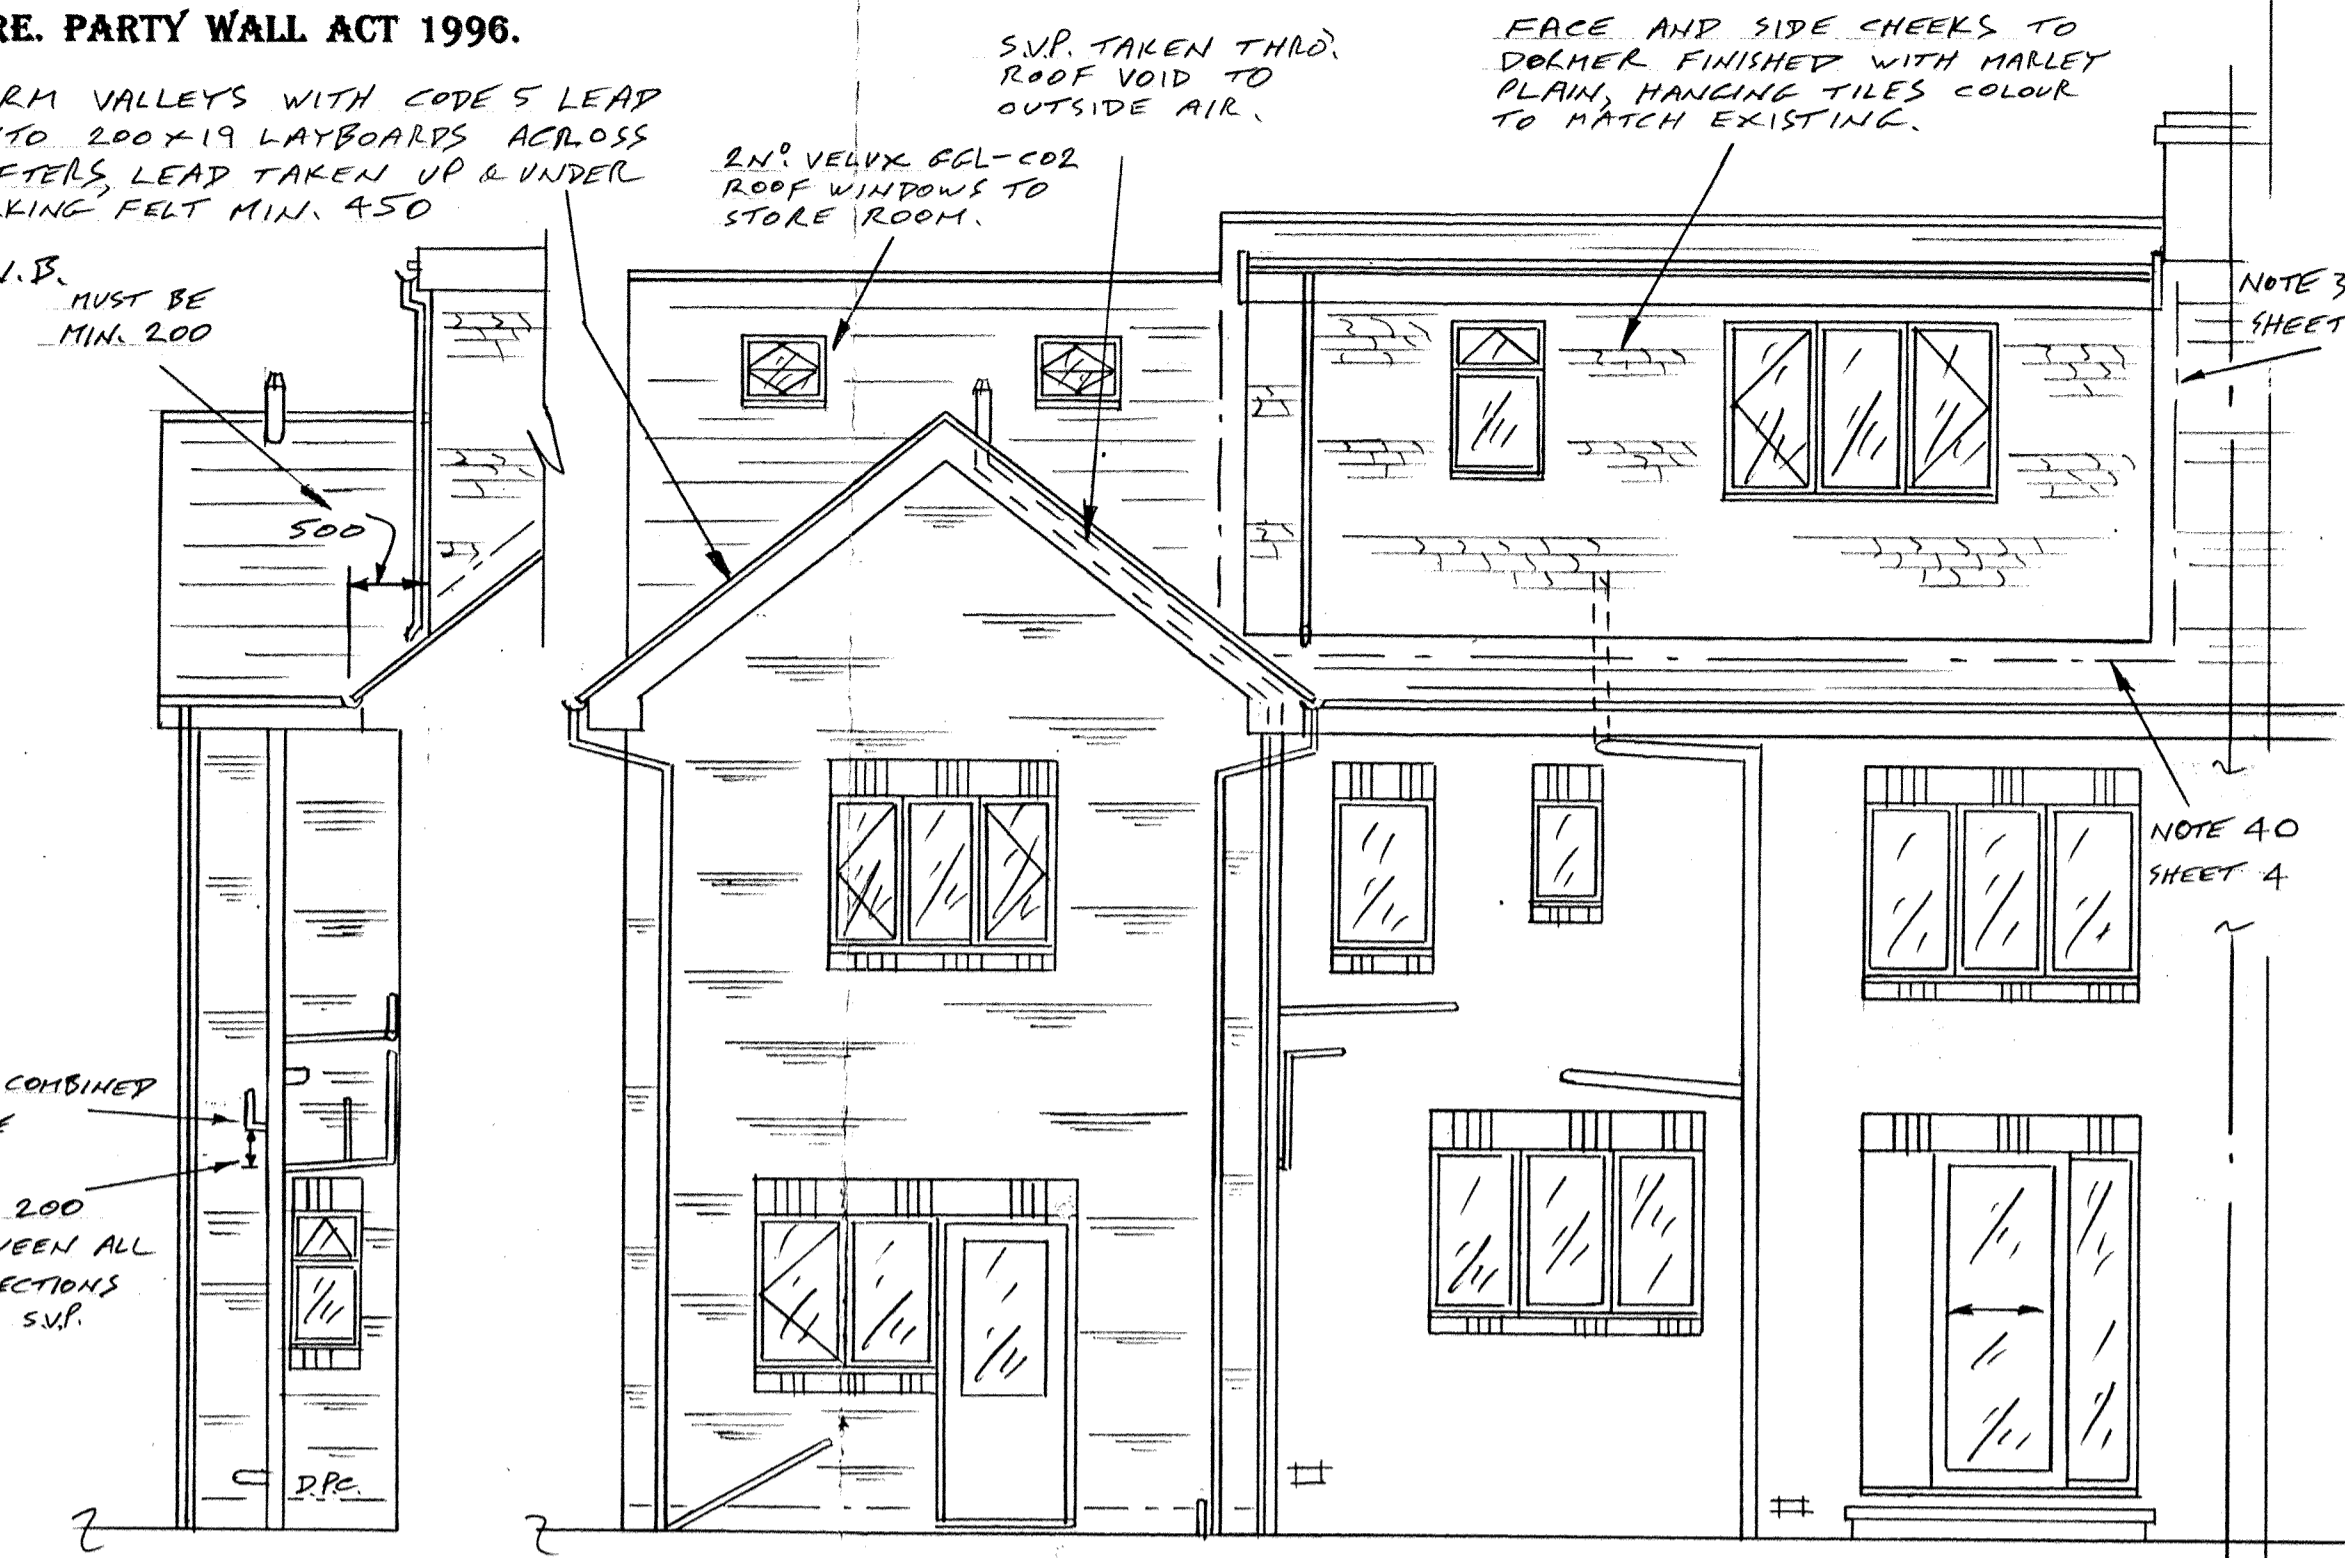 RE. PARTY WALL ACT 1996.
RM VALLEYS WITH CODE 5 LEAD
TO 200x19 LAYBOARDS ACROSS
FTERS, LEAD TAKEN UP & UNDER
KING FELT MIN. 450
.B.
MUST BE
MIN. 200
500
2No. VELUX GGL-C02
ROOF WINDOWS TO
STORE ROOM.
S.V.P. TAKEN THRO'.
ROOF VOID TO
OUTSIDE AIR.
FACE AND SIDE CHEEKS TO
DORMER FINISHED WITH MARLEY
PLAIN, HANGING TILES COLOUR
TO MATCH EXISTING.
NOTE 3
SHEET
NOTE 40
SHEET 4
COMBINED
E
200
VEEN ALL
ECTIONS
S.V.P.
D.P.C.